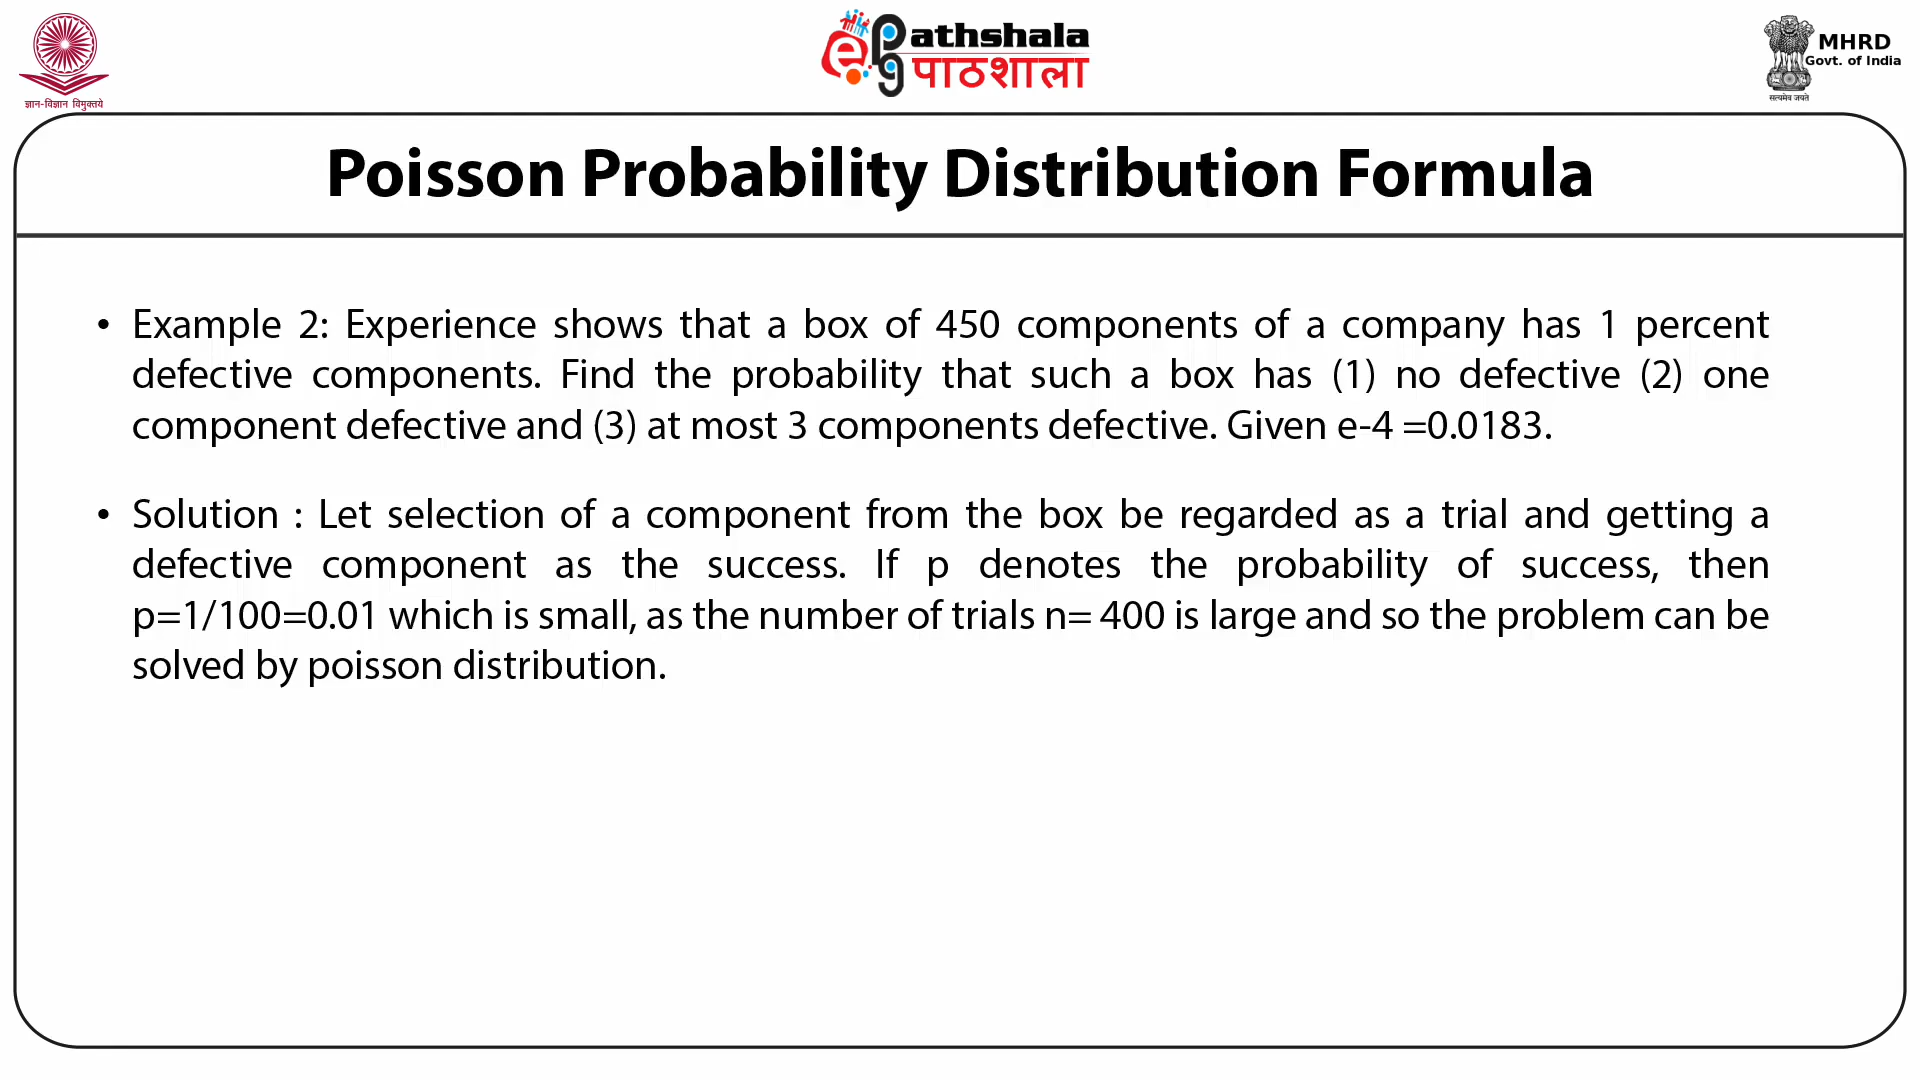 ज्ञान-विज्ञान विमुक्तये
ePathshala
पाठशाला
MHRD
Govt. of India
सत्यमेव जयते
Poisson Probability Distribution Formula
• Example 2: Experience shows that a box of 450 components of a company has 1 percent
defective components. Find the probability that such a box has (1) no defective (2) one
component defective and (3) at most 3 components defective. Given e-4 =0.0183.
• Solution : Let selection of a component from the box be regarded as a trial and getting a
defective component as the success. If p denotes the probability of success, then
p=1/100=0.01 which is small, as the number of trials n= 400 is large and so the problem can be
solved by poisson distribution.